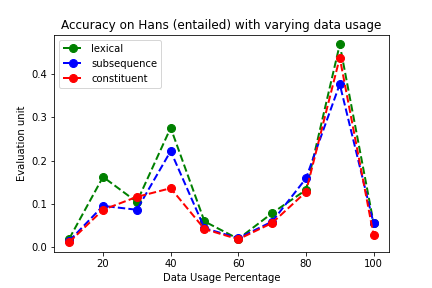 Accuracy on Hans (entailed) with varying data usage
lexical
subsequence
constituent
Evaluation unit
0.4
0.3
0.2
0.1
0.0
20 40 60 80 100
Data Usage Percentage